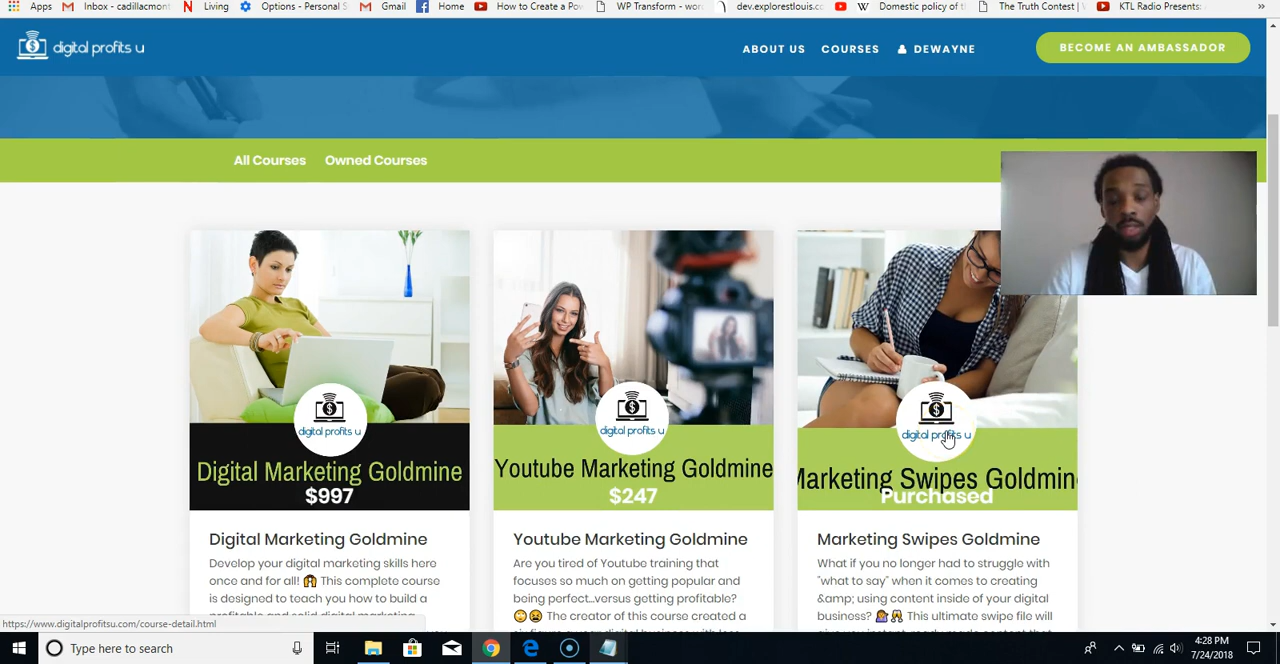 Apps
Inbox - cadillacmont
Living
Options - Personal S
Gmail
Home
How to Create a Pow
WP Transform - wor
dev.explorestlouis.co
Domestic policy of t
The Truth Contest |
KTL Radio Presents:
»
digital profits u
ABOUT US
COURSES
DEWAYNE
BECOME AN AMBASSADOR
All Courses
Owned Courses
digital profits u
digital profits u
digital profits u
Digital Marketing Goldmine
$997
Youtube Marketing Goldmine
$247
Marketing Swipes Goldmin
Purchased
Digital Marketing Goldmine
Develop your digital marketing skills here
once and for all! 🙆 This complete course
is designed to teach you how to build a
profitable and solid digital marketing
Youtube Marketing Goldmine
Are you tired of Youtube training that
focuses so much on getting popular and
being perfect...versus getting profitable?
🙄😫 The creator of this course created a
Marketing Swipes Goldmine
What if you no longer had to struggle with
"what to say" when it comes to creating
&amp; using content inside of your digital
business? 🤷🥂 This ultimate swipe file will
https://www.digitalprofitsu.com/course-detail.html
Type here to search
4:28 PM
7/24/2018